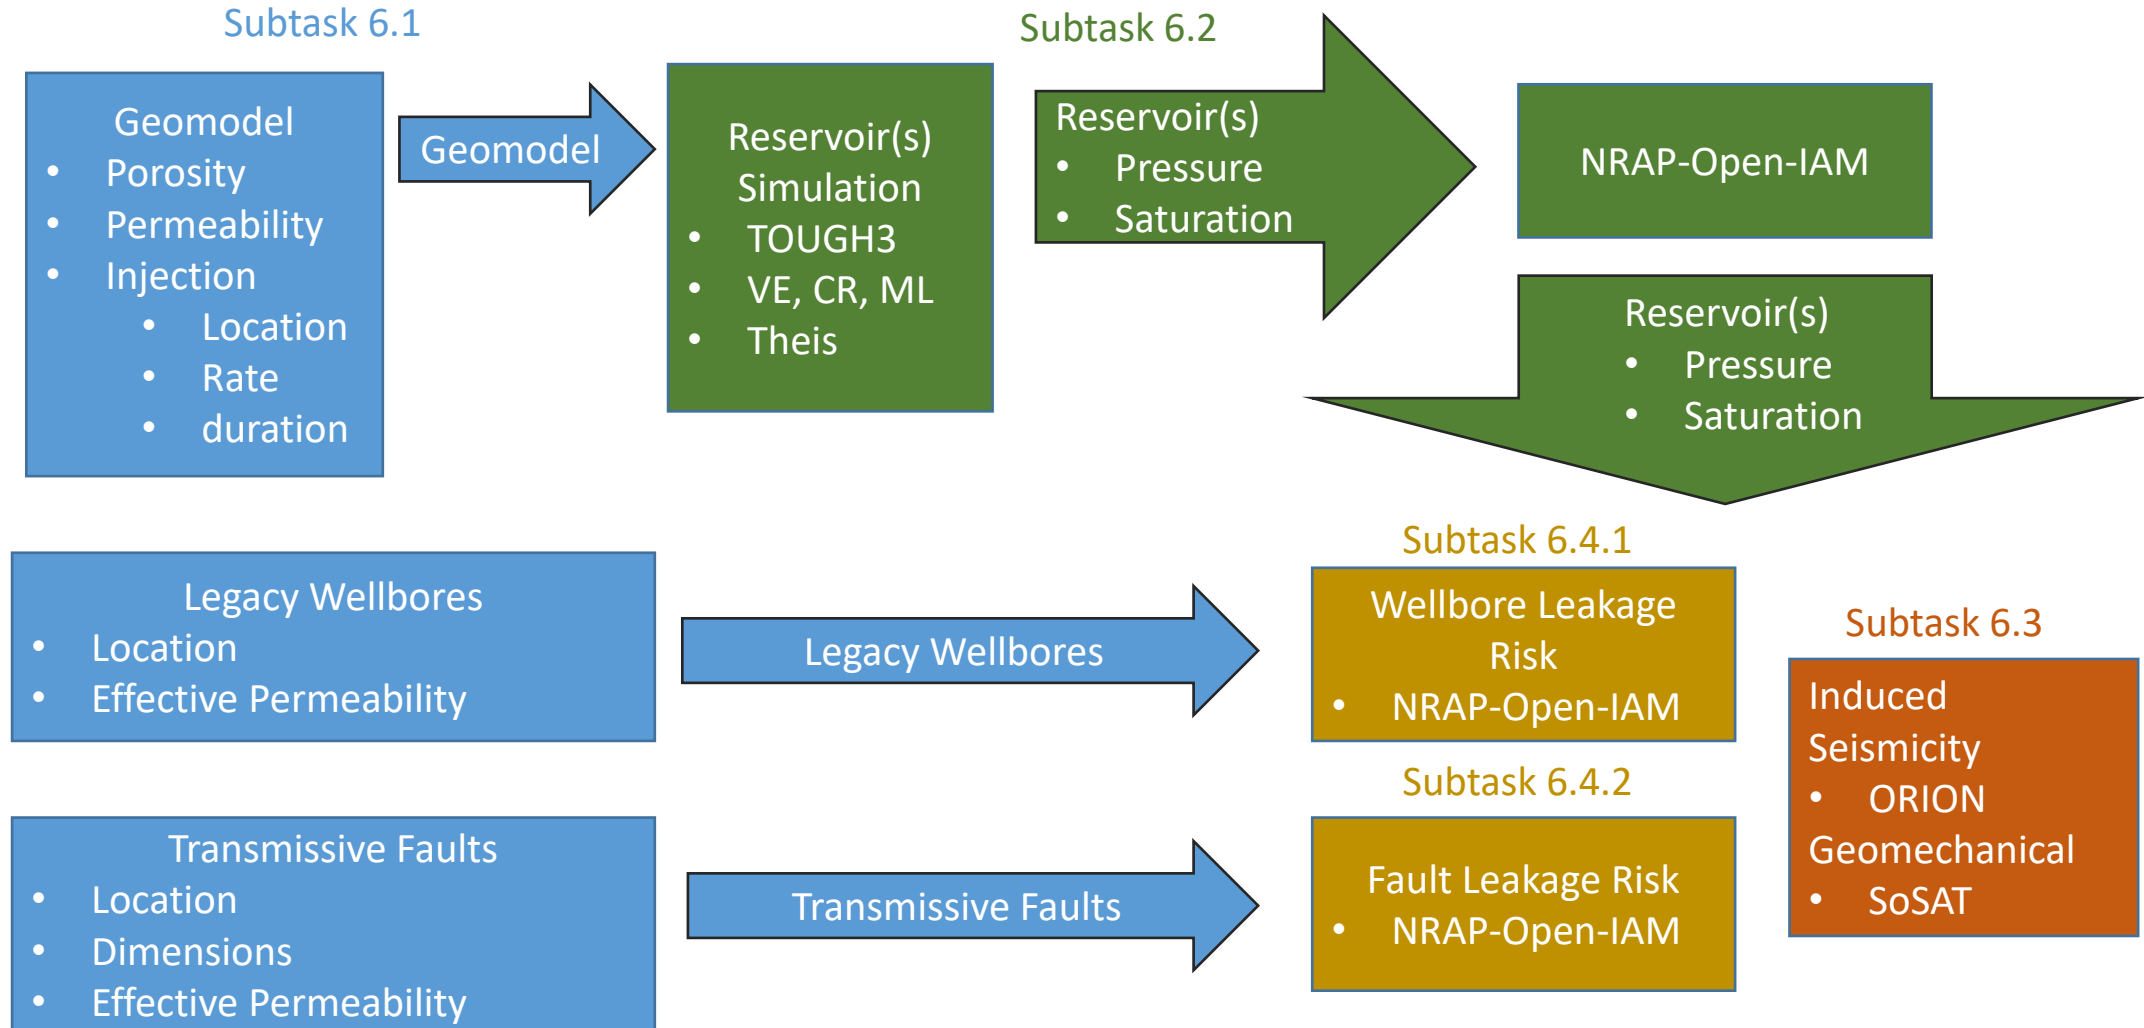 Subtask 6.1
Geomodel
• Porosity
• Permeability
• Injection
• Location
• Rate
• duration
Geomodel
Reservoir(s)
Simulation
• TOUGH3
• VE, CR, ML
• Theis
Subtask 6.2
Reservoir(s)
• Pressure
• Saturation
NRAP-Open-IAM
Reservoir(s)
• Pressure
• Saturation
Legacy Wellbores
• Location
• Effective Permeability
Legacy Wellbores
Subtask 6.4.1
Wellbore Leakage
Risk
• NRAP-Open-IAM
Transmissive Faults
• Location
• Dimensions
• Effective Permeability
Transmissive Faults
Subtask 6.4.2
Fault Leakage Risk
• NRAP-Open-IAM
Subtask 6.3
Induced
Seismicity
• ORION
Geomechanical
• SoSAT